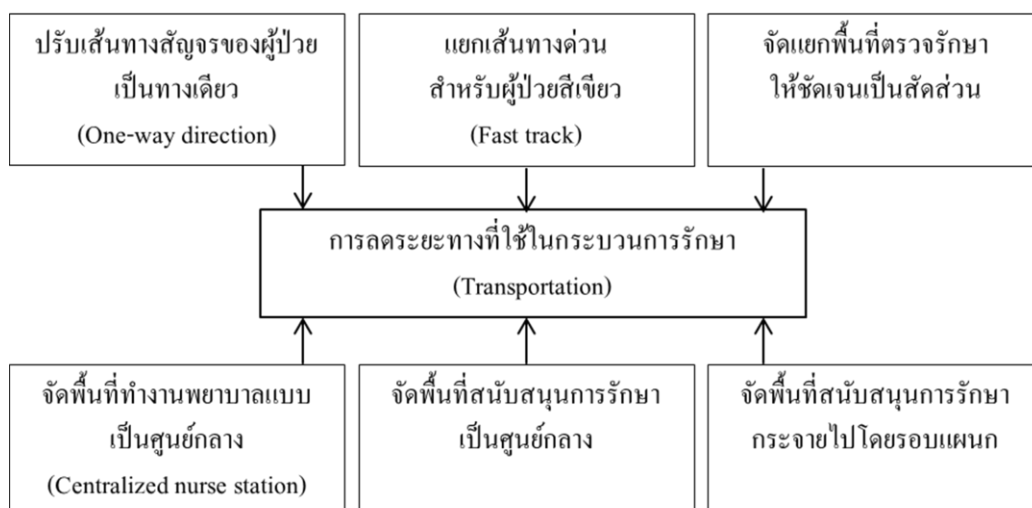 ปรับเส้นทางสัญจรของผู้ป่วย
เป็นทางเดียว
(One-way direction)
แยกเส้นทางด่วน
สำหรับผู้ป่วยสีเขียว
(Fast track)
จัดแยกพื้นที่ตรวจรักษา
ให้ชัดเจนเป็นสัดส่วน
การลดระยะทางที่ใช้ในกระบวนการรักษา
(Transportation)
จัดพื้นที่ทำงานพยาบาลแบบ
เป็นศูนย์กลาง
(Centralized nurse station)
จัดพื้นที่สนับสนุนการรักษา
เป็นศูนย์กลาง
จัดพื้นที่สนับสนุนการรักษา
กระจายไปโดยรอบแผนก